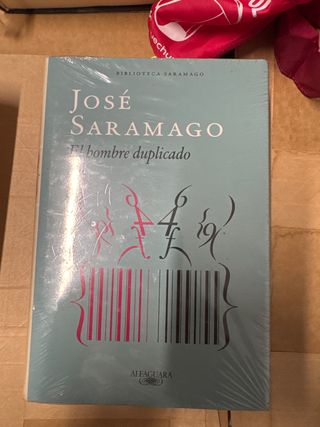 BIBLIOTECA SARAMAGO
JOSÉ
SARAMAGO
El hombre duplicado
ALFAGUARA